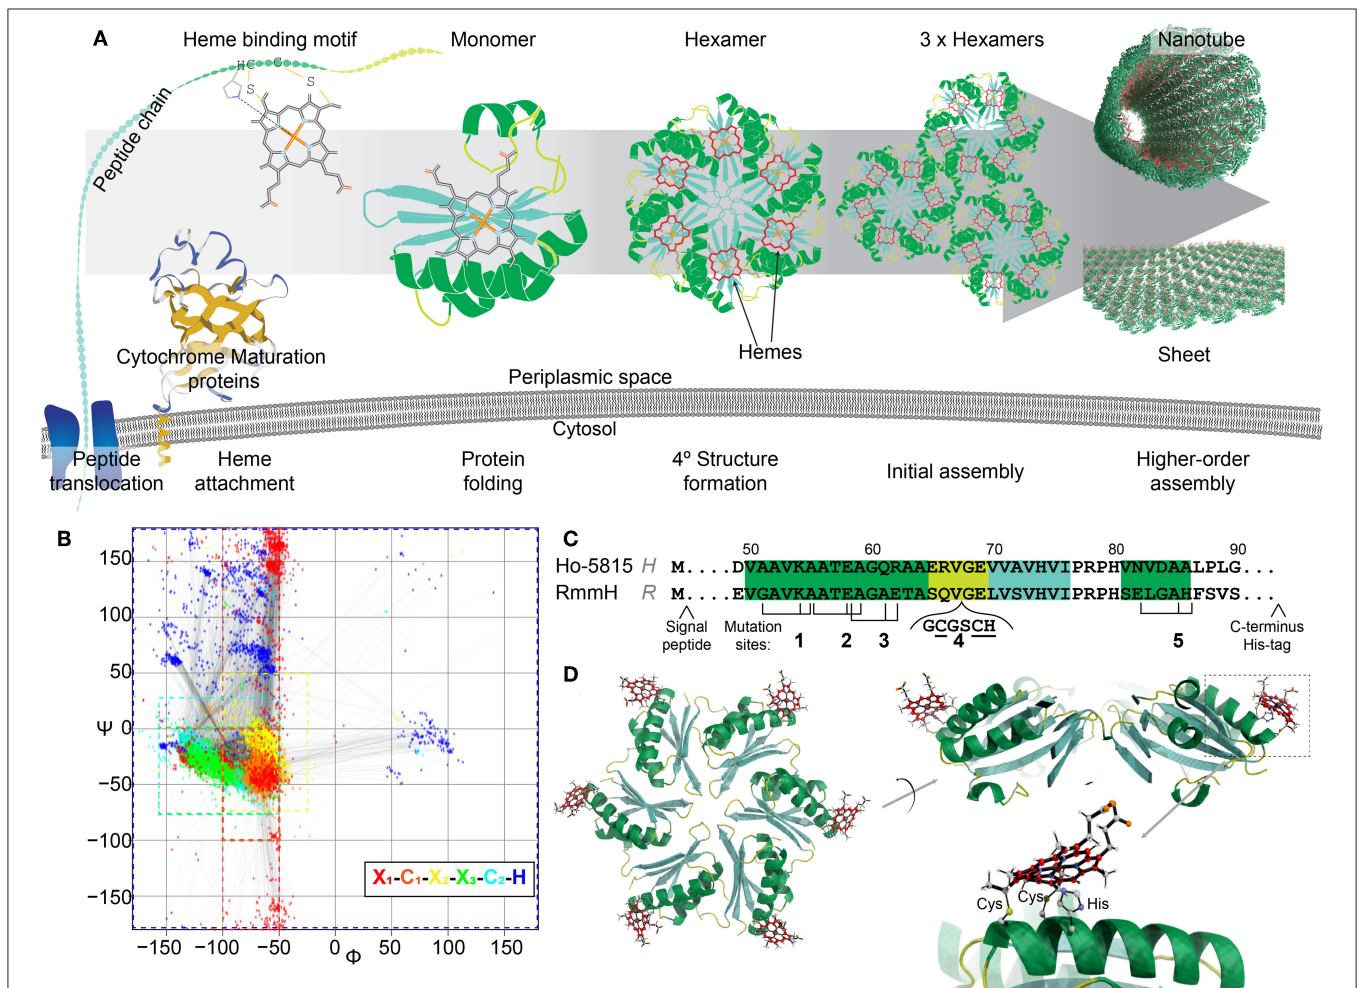 A
Heme binding motif
Monomer
Hexamer
3 x Hexamers
Nanotube
HC
C
S
S
Peptide chain
Hemes
Sheet
Cytochrome Maturation
proteins
Periplasmic space
Cytosol
Peptide
translocation
Heme
attachment
Protein
folding
4º Structure
formation
Initial assembly
Higher-order
assembly
B
150
100
50
Ψ 0
−50
−100
−150
−150 −100 −50 0 50 100 150
Φ
X₁-C₁-X₂-X₃-C₂-H
C
50 60 70 80 90
Ho-5815 H M....DVAAVKAATEAGQRAAERVGEVVAVHVIPRPHVNVDAALPLG...
RmmH R M....EVGAVKAATEAGAETASQVGELVSVHVIPRPHSELGAHFSVS...
Signal
peptide
Mutation
sites:
1 2 3 4 5
GCGSCH
C-terminus
His-tag
D
Cys
Cys
His